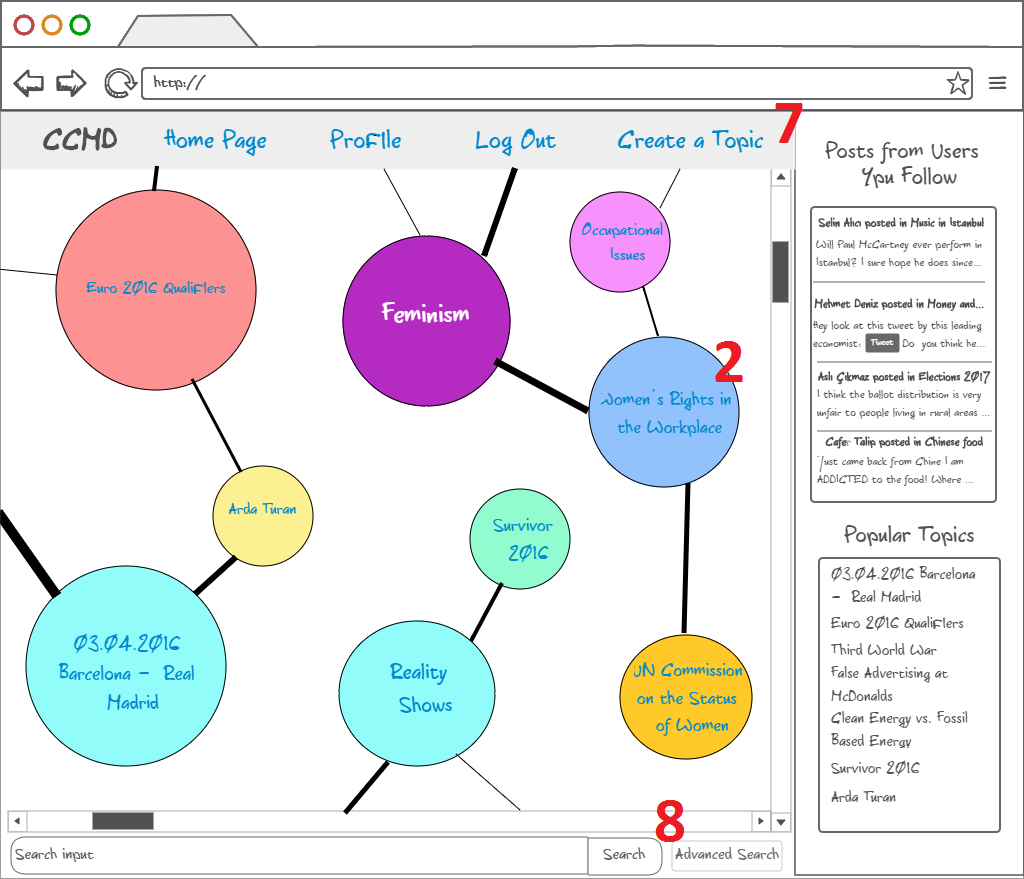 http://
CCMD Home Page ProfIle Log Out Create a Topic 7
Euro 2016 QualifIers
Feminism
Occupational
Issues
2
Women's Rights in
the Workplace
Arda Turan
Survivor
2016
03.04.2016
Barcelona - Real
Madrid
Reality
Shows
UN Commission
on the Status
of Women
8
Search input
Search
Advanced Search
Posts from Users
Ypu Follow
Selin Alıcı posted in Music in Istanbul
Will Paul McCartney ever perform in
Istanbul? I sure hope he does since...
Mehmet Deniz posted in Money and...
Hey look at this tweet by this leading
economist: Tweet Do you think he...
Aslı Çıkmaz posted in Elections 2017
I think the ballot distribution is very
unfair to people living in rural areas ...
Cafer Talip posted in Chinese food
Just came back from Chine I am
ADDICTED to the food! Where ...
Popular Topics
03.04.2016 Barcelona
- Real Madrid
Euro 2016 QualifIers
Third World War
False Advertising at
McDonalds
Clean Energy vs. Fossil
Based Energy
Survivor 2016
Arda Turan